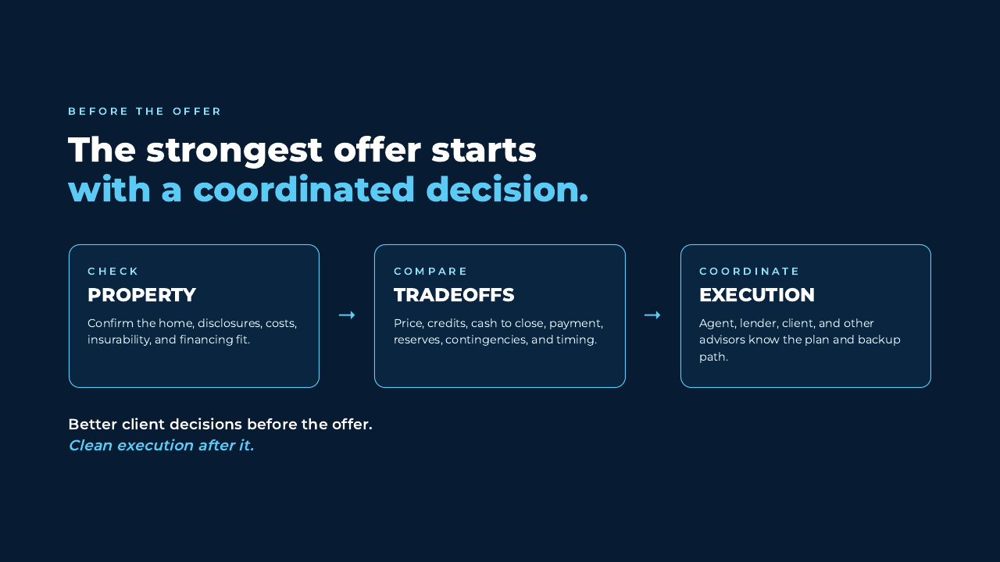 BEFORE THE OFFER
The strongest offer starts
with a coordinated decision.
CHECK
PROPERTY
Confirm the home, disclosures, costs,
insurability, and financing fit.
→
COMPARE
TRADEOFFS
Price, credits, cash to close, payment,
reserves, contingencies, and timing.
→
COORDINATE
EXECUTION
Agent, lender, client, and other
advisors know the plan and backup
path.
Better client decisions before the offer.
Clean execution after it.